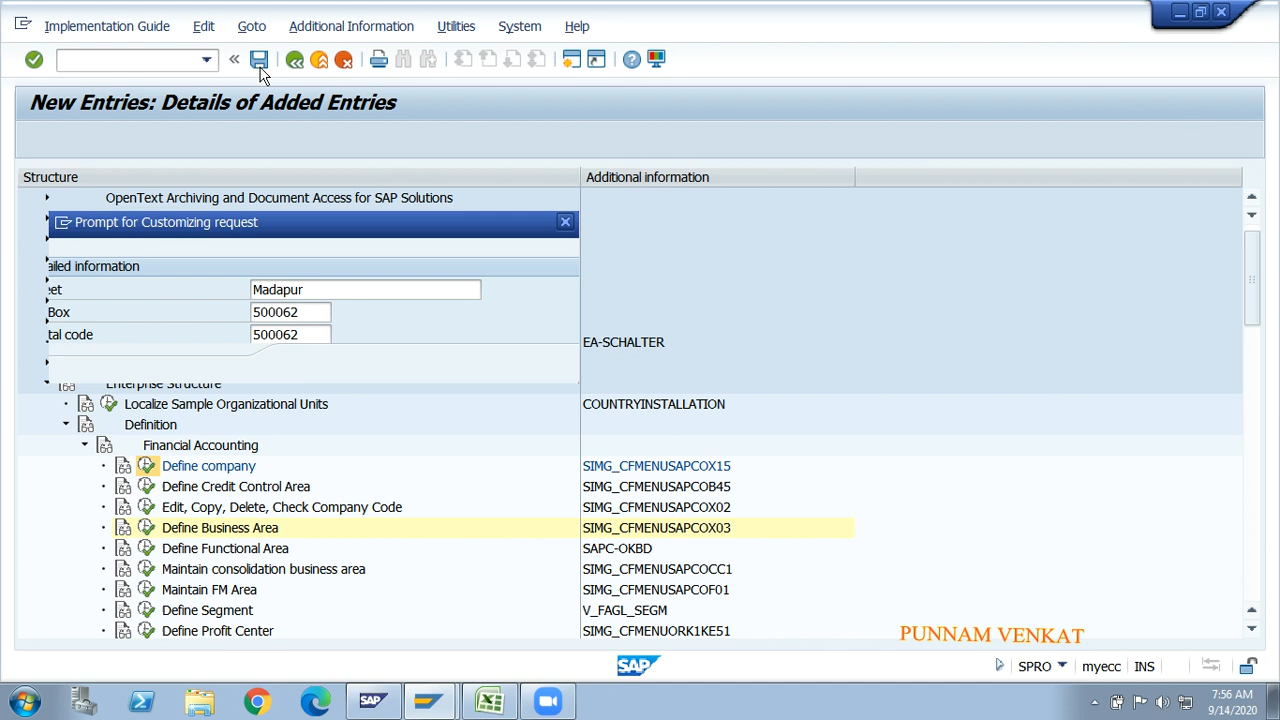 Implementation Guide Edit Goto Additional Information Utilities System Help
New Entries: Details of Added Entries
Structure Additional information
OpenText Archiving and Document Access for SAP Solutions
Prompt for Customizing request
ailed information
eet Madapur
Box 500062
tal code 500062
EA-SCHALTER
Enterprise Structure
Localize Sample Organizational Units COUNTRYINSTALLATION
Definition
Financial Accounting
Define company SIMG_CFMENUSAPCOX15
Define Credit Control Area SIMG_CFMENUSAPCOB45
Edit, Copy, Delete, Check Company Code SIMG_CFMENUSAPCOX02
Define Business Area SIMG_CFMENUSAPCOX03
Define Functional Area SAPC-OKBD
Maintain consolidation business area SIMG_CFMENUSAPCOCC1
Maintain FM Area SIMG_CFMENUSAPCOF01
Define Segment V_FAGL_SEGM
Define Profit Center SIMG_CFMENUORK1KE51
PUNNAM VENKAT
SAP SPRO myecc INS
SAP
7:56 AM
9/14/2020